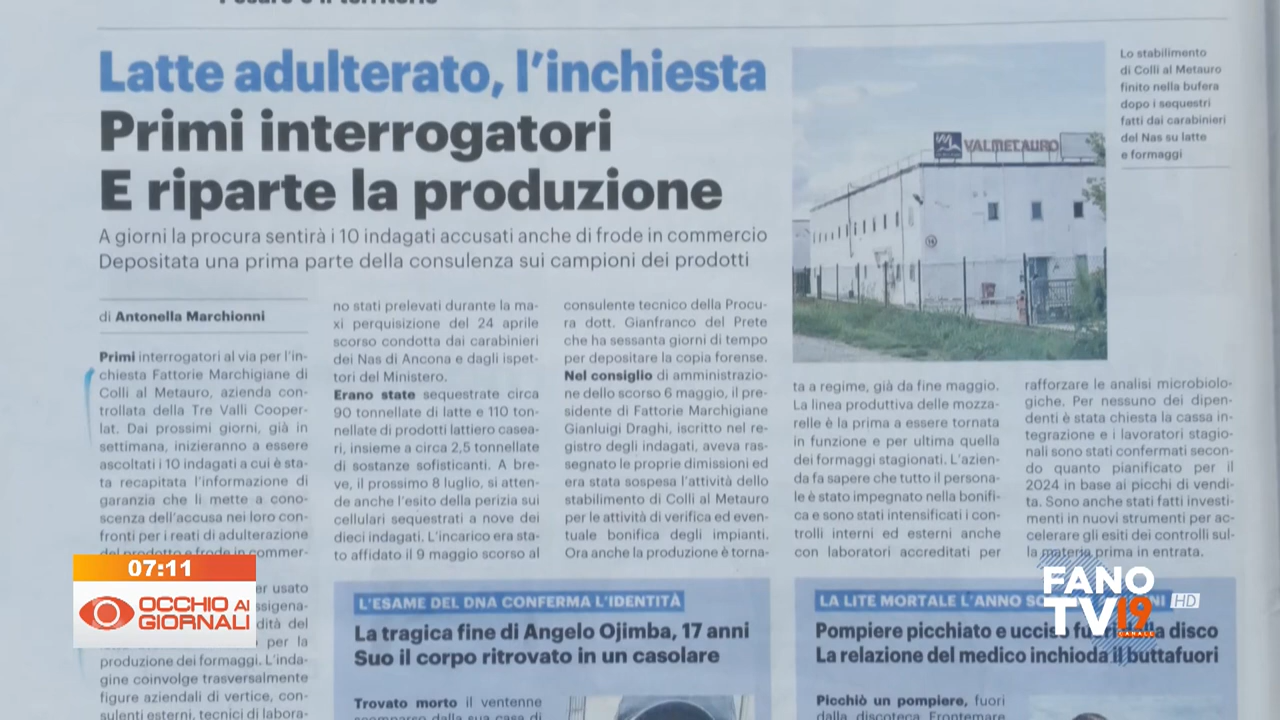 Latte adulterato, l'inchiesta
Primi interrogatori
E riparte la produzione
A giorni la procura sentirà i 10 indagati accusati anche di frode in commercio
Depositata una prima parte della consulenza sui campioni dei prodotti
VALMETAURO
Lo stabilimento
di Colli al Metauro
finito nella bufera
dopo i sequestri
fatti dai carabinieri
del Nas su latte
e formaggi
di Antonella Marchionni
Primi interrogatori al via per l'in-
chiesta Fattorie Marchigiane di
Colli al Metauro, azienda con-
trollata della Tre Valli Cooper-
lat. Dai prossimi giorni, già in
settimana, inizieranno a essere
ascoltati i 10 indagati a cui è sta-
ta recapitata l'informazione di
garanzia che li mette a cono-
scenza dell'accusa nei loro con-
fronti per i reati di adulterazione
del prodotto e frode in commer-
usato
per la
produzione dei formaggi. L'inda-
gine coinvolge trasversalmente
figure aziendali di vertice, con-
sulenti esterni, tecnici di labora-
no stati prelevati durante la ma-
xi perquisizione del 24 aprile
scorso condotta dai carabinieri
dei Nas di Ancona e dagli ispet-
tori del Ministero.
Erano state sequestrate circa
90 tonnellate di latte e 110 ton-
nellate di prodotti lattiero casea-
ri, insieme a circa 2,5 tonnellate
di sostanze sofisticanti. A bre-
ve, il prossimo 8 luglio, si atten-
de anche l'esito della perizia sui
cellulari sequestrati a nove dei
dieci indagati. L'incarico era sta-
to affidato il 9 maggio scorso al
consulente tecnico della Procu-
ra dott. Gianfranco del Prete
che ha sessanta giorni di tempo
per depositare la copia forense.
Nel consiglio di amministrazio-
ne dello scorso 6 maggio, il pre-
sidente di Fattorie Marchigiane
Gianluigi Draghi, iscritto nel re-
gistro degli indagati, aveva ras-
segnato le proprie dimissioni ed
era stata sospesa l'attività dello
stabilimento di Colli al Metauro
per le attività di verifica ed even-
tuale bonifica degli impianti.
Ora anche la produzione è torna-
ta a regime, già da fine maggio.
La linea produttiva delle mozza-
relle è la prima a essere tornata
in funzione e per ultima quella
dei formaggi stagionati. L'azien-
da fa sapere che tutto il persona-
le è stato impegnato nella bonifi-
ca e sono stati intensificati i con-
trolli interni ed esterni anche
con laboratori accreditati per
rafforzare le analisi microbiolo-
giche. Per nessuno dei dipen-
denti è stata chiesta la cassa in-
tegrazione e i lavoratori stagio-
nali sono stati confermati secon-
do quanto pianificato per il
2024 in base ai picchi di vendi-
ta. Sono anche stati fatti investi-
menti in nuovi strumenti per ac-
celerare gli esiti dei controlli sul-
la materia prima in entrata.
L'ESAME DEL DNA CONFERMA L'IDENTITÀ
La tragica fine di Angelo Ojimba, 17 anni
Suo il corpo ritrovato in un casolare
Trovato morto il ventenne
LA LITE MORTALE L'ANNO
Pompiere picchiato e ucciso disco
La relazione del medico inchioda il buttafuori
Picchiò un pompiere, fuori
dalla discoteca Frontemare
07:11
OCCHIO AI
GIORNALI
FANO
TV 19
CANALE
HD